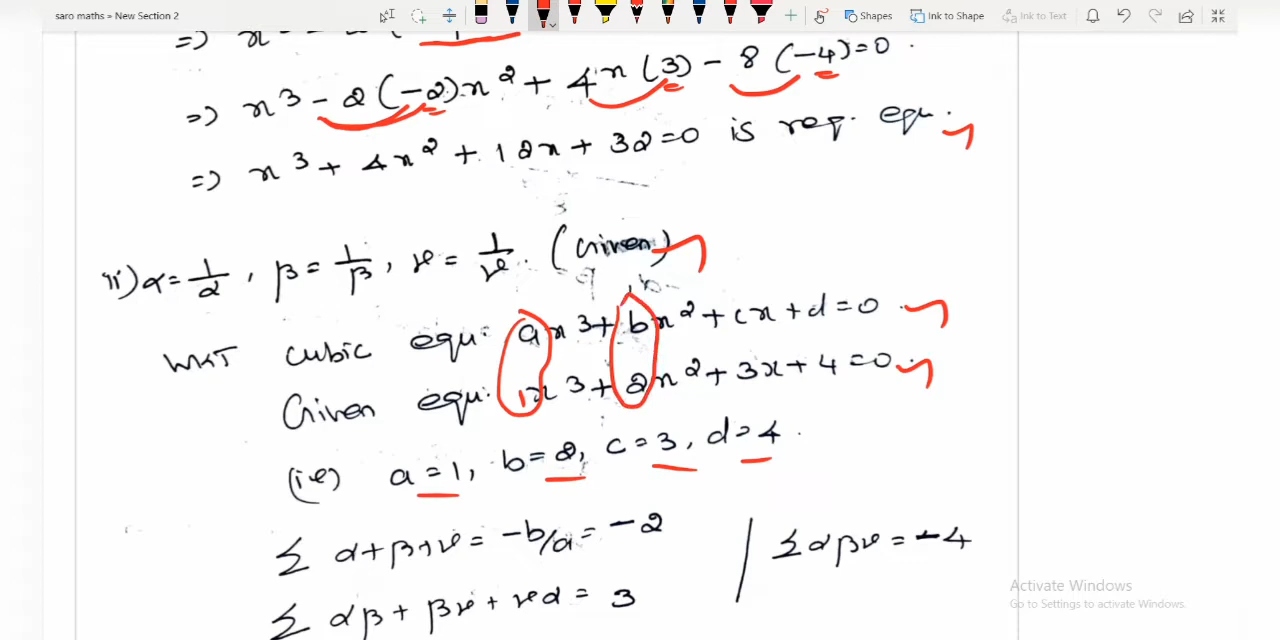 saro maths > New Section 2
Shapes Ink to Shape Ink to Text
=) x³ - 2(-2)x² + 4x(3) - 8(-4)=0.
=) x³ + 4x² + 12x + 32=0 is req. equ.
ii) α=1/α, β=1/β, γ=1/γ. (Given)
WKT cubic equ: ax³+bx²+cx+d=0
Given equ: 1x³+2x²+3x+4=0
(i.e) a=1, b=2, c=3, d=4.
Σ α+β+γ = -b/a = -2 | Σαβγ = -4
Σ αβ + βγ + γα = 3
Activate Windows
Go to Settings to activate Windows.